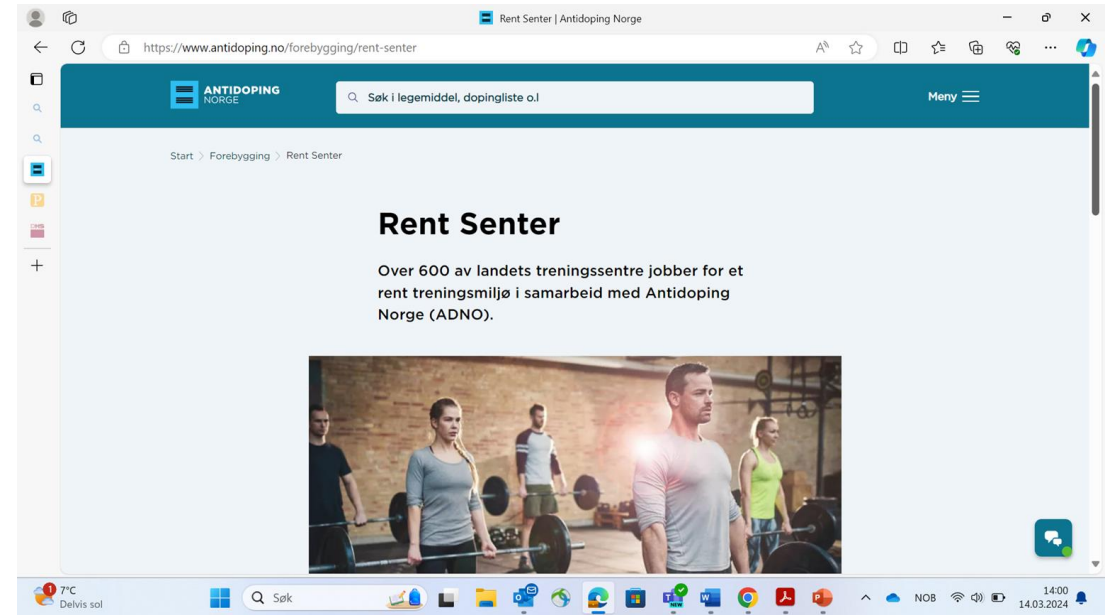 Rent Senter | Antidoping Norge
https://www.antidoping.no/forebygging/rent-senter
ANTIDOPING
NORGE
Søk i legemiddel, dopingliste o.l
Meny
Start > Forebygging > Rent Senter
Rent Senter
Over 600 av landets treningssentre jobber for et
rent treningsmiljø i samarbeid med Antidoping
Norge (ADNO).
1
7°C
Delvis sol
Søk
NOB
14:00
14.03.2024